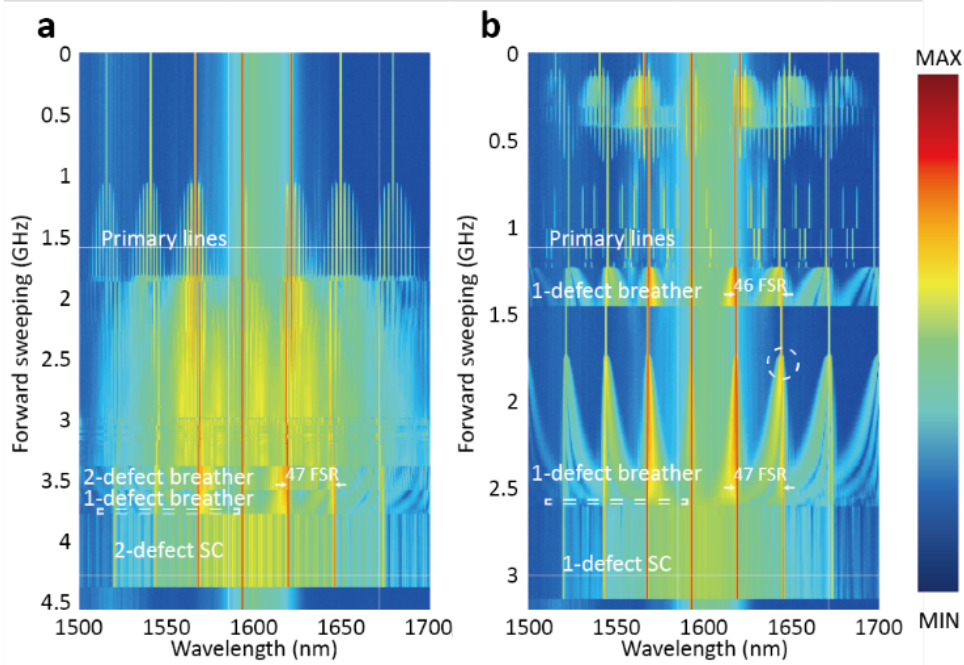 a
b
0
0.5
1
1.5
2
2.5
3
3.5
4
4.5
Forward sweeping (GHz)
Primary lines
2-defect breather
47 FSR
1-defect breather
2-defect SC
1500
1550
1600
1650
1700
Wavelength (nm)
0
0.5
1
1.5
2
2.5
3
Forward sweeping (GHz)
Primary lines
1-defect breather
46 FSR
1-defect breather
47 FSR
1-defect SC
1500
1550
1600
1650
1700
Wavelength (nm)
MAX
MIN